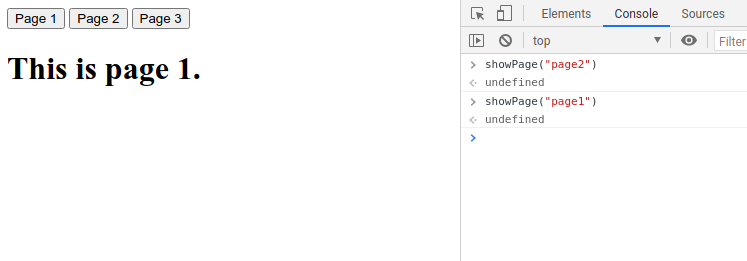 Page 1 Page 2 Page 3
This is page 1.
Elements Console Sources
top Filter
showPage("page2")
undefined
showPage("page1")
undefined